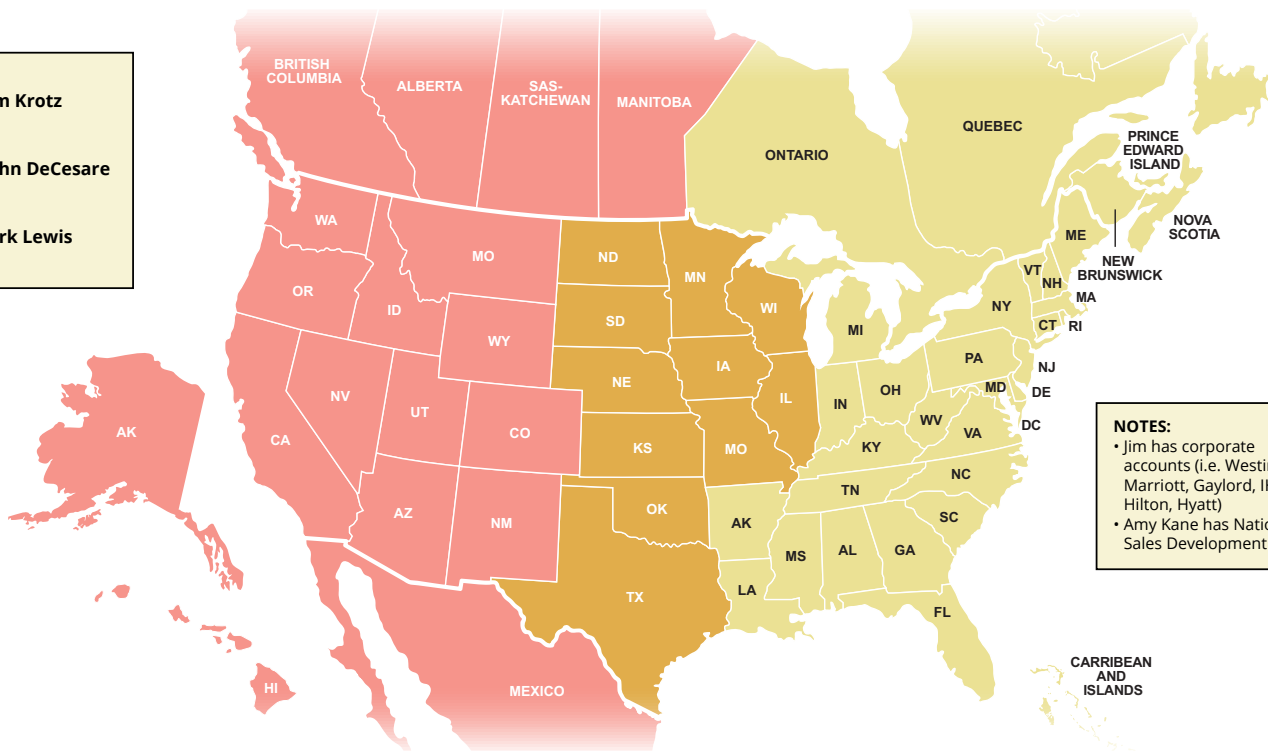 BRITISH
COLUMBIA
ALBERTA
SAS-
KATCHEWAN
MANITOBA
ONTARIO
QUEBEC
PRINCE
EDWARD
ISLAND
NOVA
SCOTIA
NEW
BRUNSWICK
Krotz
DeCesare
Lewis
WA
OR
ID
MO
WY
ND
SD
NE
KS
MN
WI
IA
IL
MO
MI
ME
VT
NH
MA
NY
CT
RI
PA
NJ
MD
DE
DC
OH
IN
WV
VA
KY
NC
TN
SC
AK
CA
NV
UT
CO
AZ
NM
OK
TX
AK
LA
MS
AL
GA
FL
HI
MEXICO
CARRIBEAN
AND
ISLANDS
NOTES:
• Jim has corporate
accounts (i.e.
Marriott, Gaylord,
Hilton, Hyatt)
• Amy Kane has
Sales Development